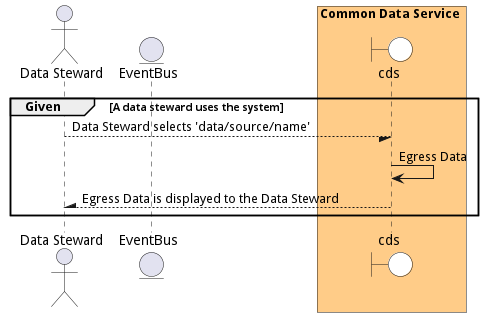 Common Data Service
Data Steward
EventBus
cds
Given
[A data steward uses the system]
Data Steward selects 'data/source/name'
Egress Data
Egress Data is displayed to the Data Steward
Data Steward
EventBus
cds